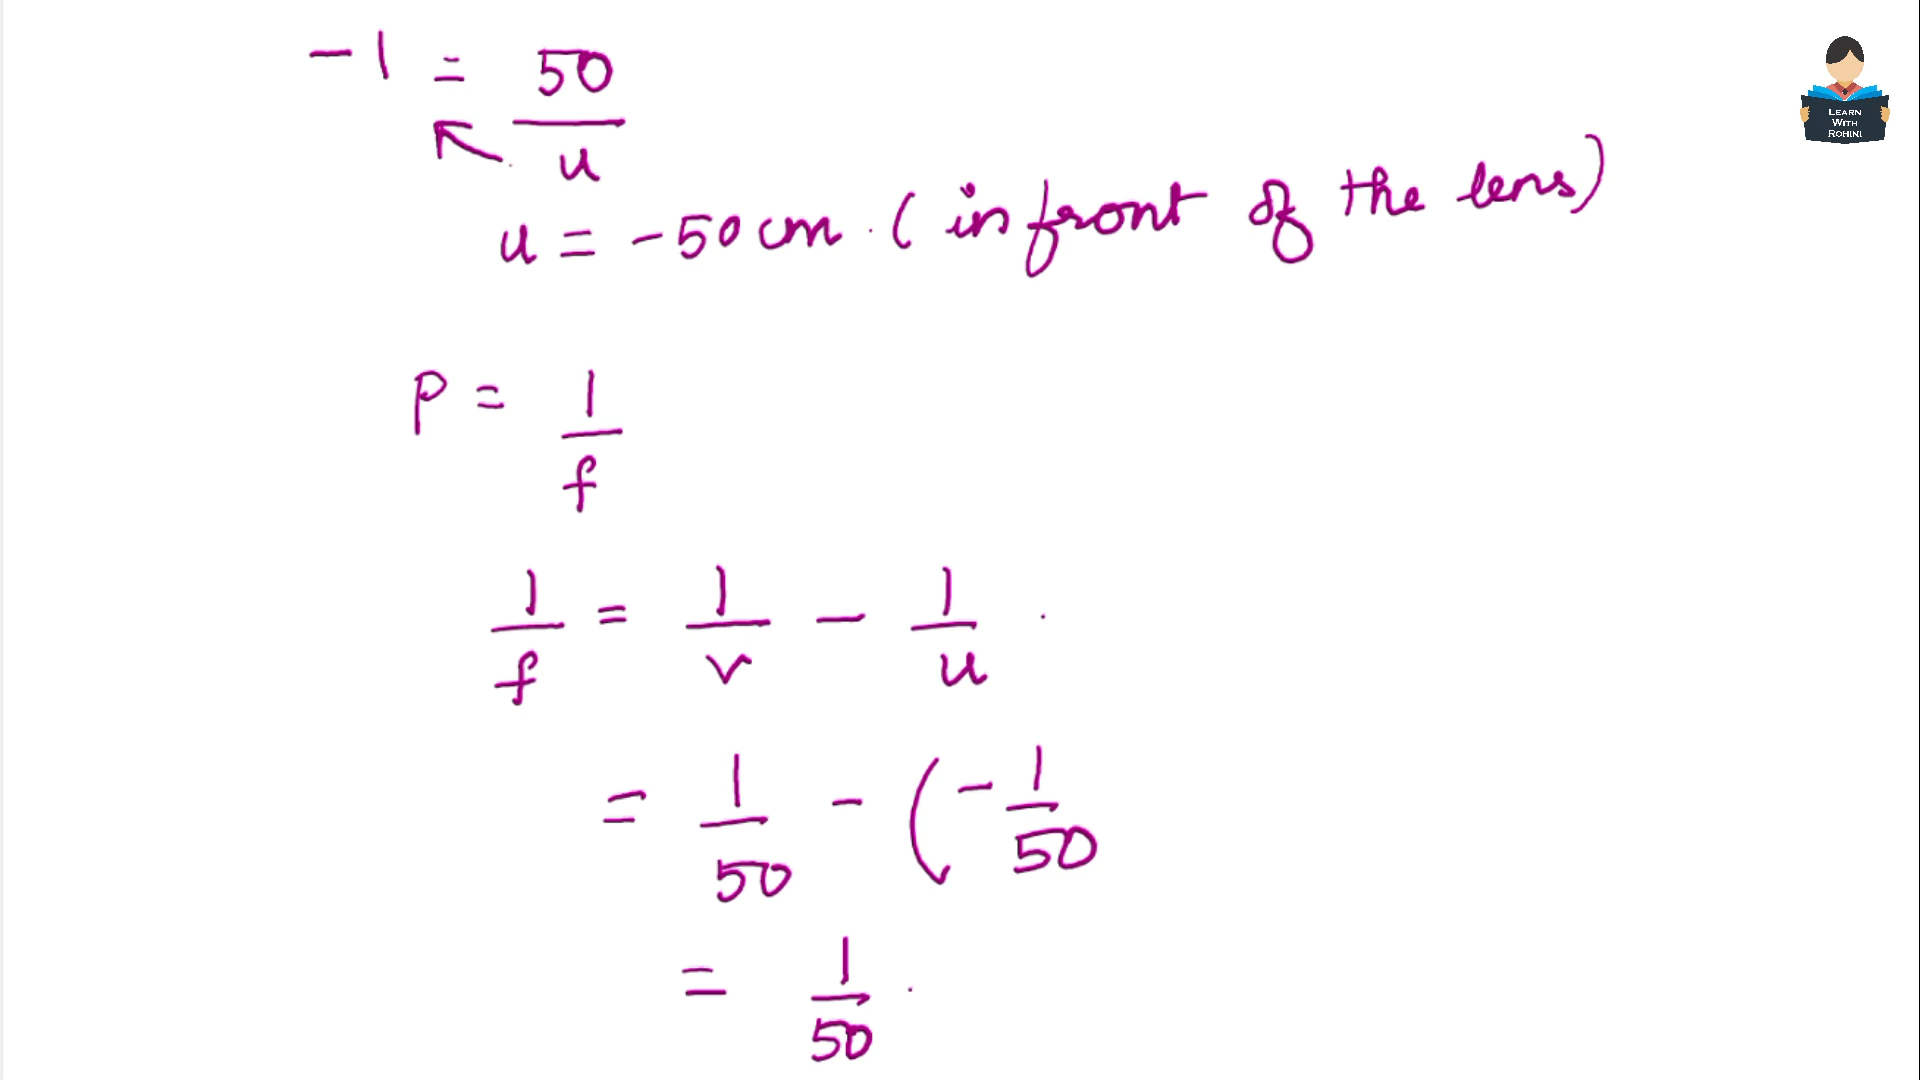 -1 = 50/u
u = -50 cm. (in front of the lens)
P = 1/f
1/f = 1/v - 1/u
= 1/50 - (-1/50
= 1/50
LEARN
WITH
ROHINI